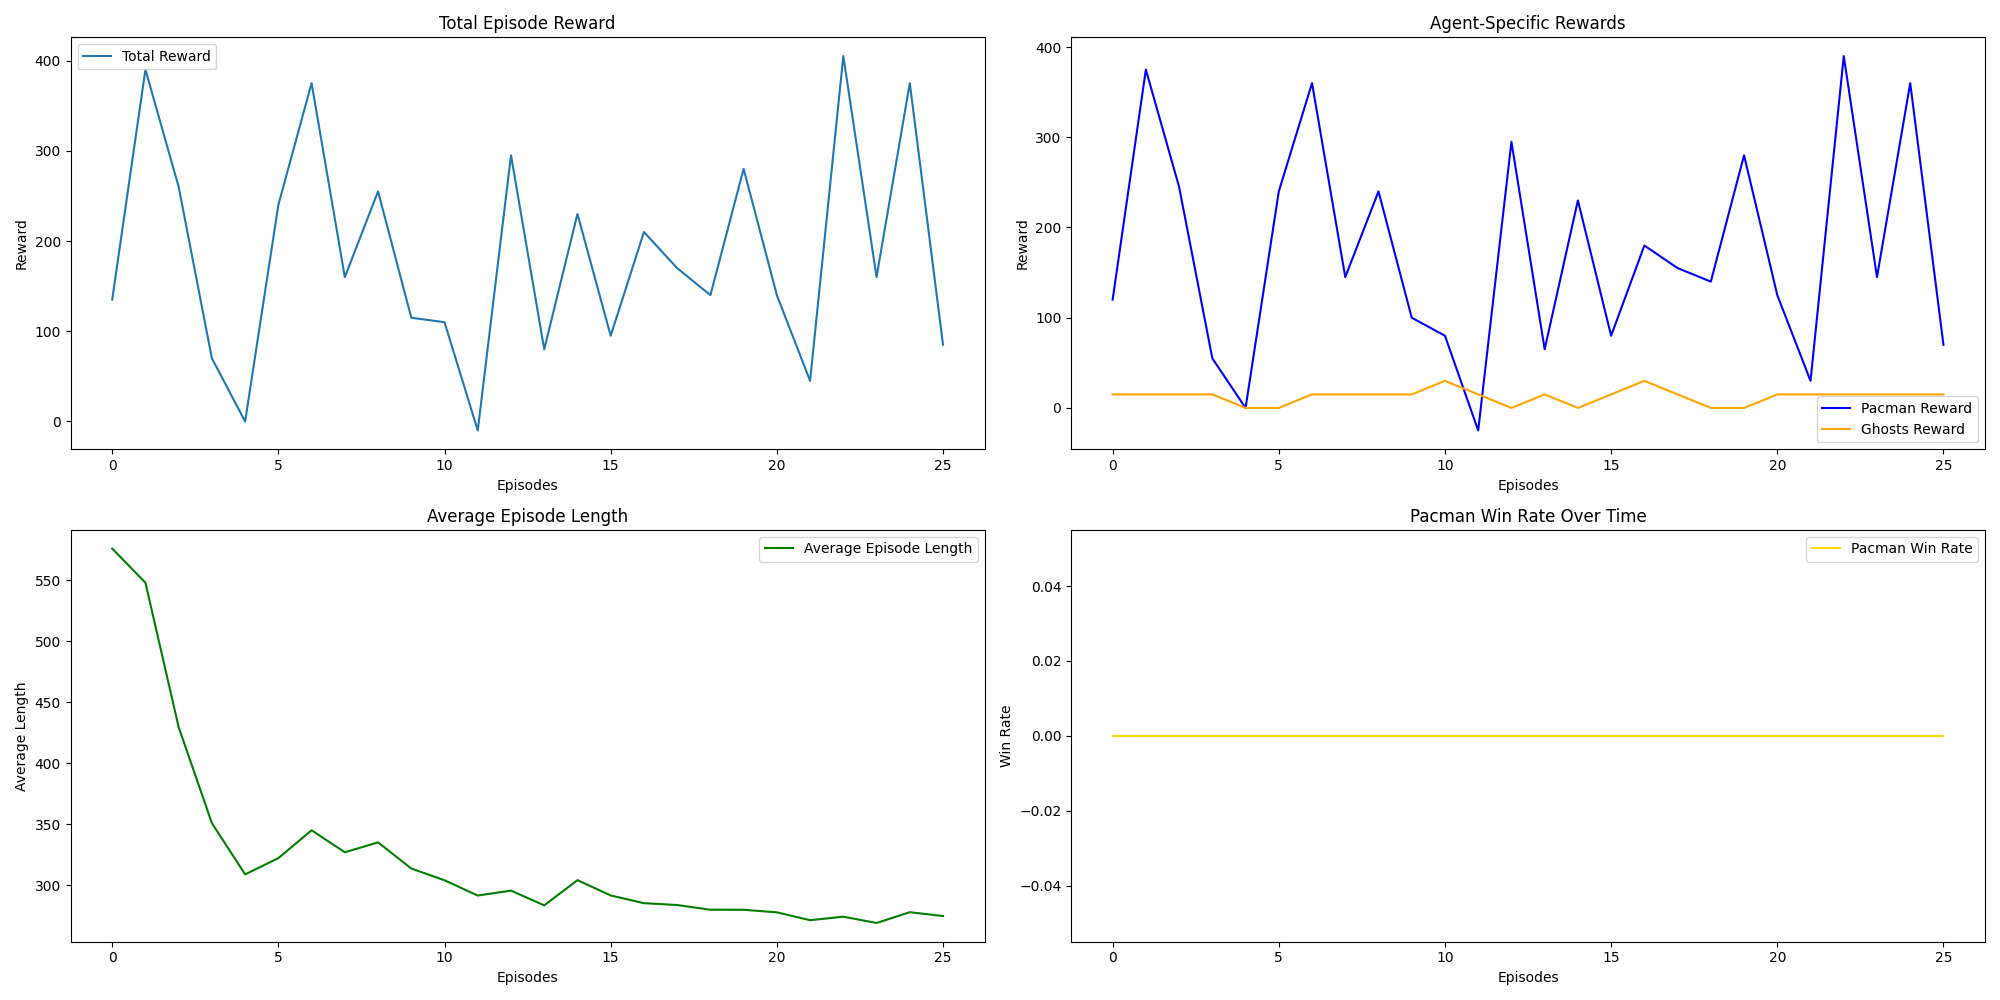 Total Episode Reward
Total Reward
400
300
200
100
0
Reward
0 5 10 15 20 25
Episodes
Agent-Specific Rewards
400
300
200
100
0
Reward
Pacman Reward
Ghosts Reward
0 5 10 15 20 25
Episodes
Average Episode Length
Average Episode Length
550
500
450
400
350
300
Average Length
0 5 10 15 20 25
Episodes
Pacman Win Rate Over Time
Pacman Win Rate
0.04
0.02
0.00
−0.02
−0.04
Win Rate
0 5 10 15 20 25
Episodes